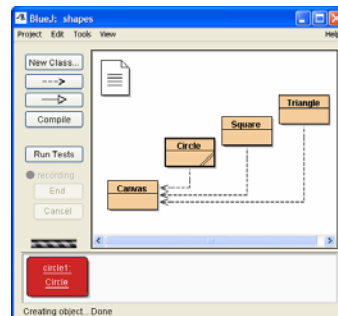 BlueJ: shapes
Project Edit Tools View Help
New Class...
--->
Compile
Run Tests
recording
End
Cancel
Triangle
Square
Circle
Canvas
circle1:
Circle
Creating object... Done